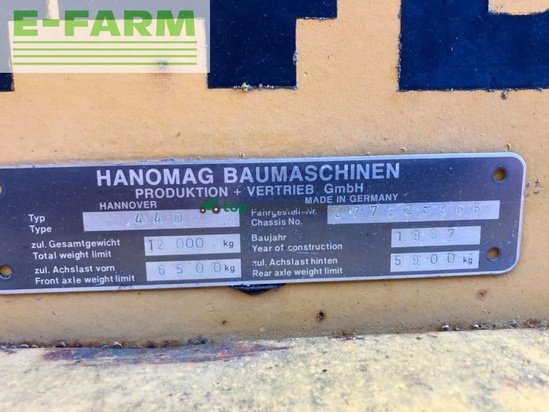 E-FARM
HANOMAG BAUMASCHINEN
PRODUKTION + VERTRIEB GmbH
HANNOVER
MADE IN GERMANY
Typ
Type
440
Fahrgestell-Nr.
Chassis No.
zul. Gesamtgewicht
Total weight limit
12 000 kg
Baujahr
Year of construction
1987
zul. Achslast vorn
Front axle weight limit
6500 kg
zul. Achslast hinten
Rear axle weight limit
5900 kg